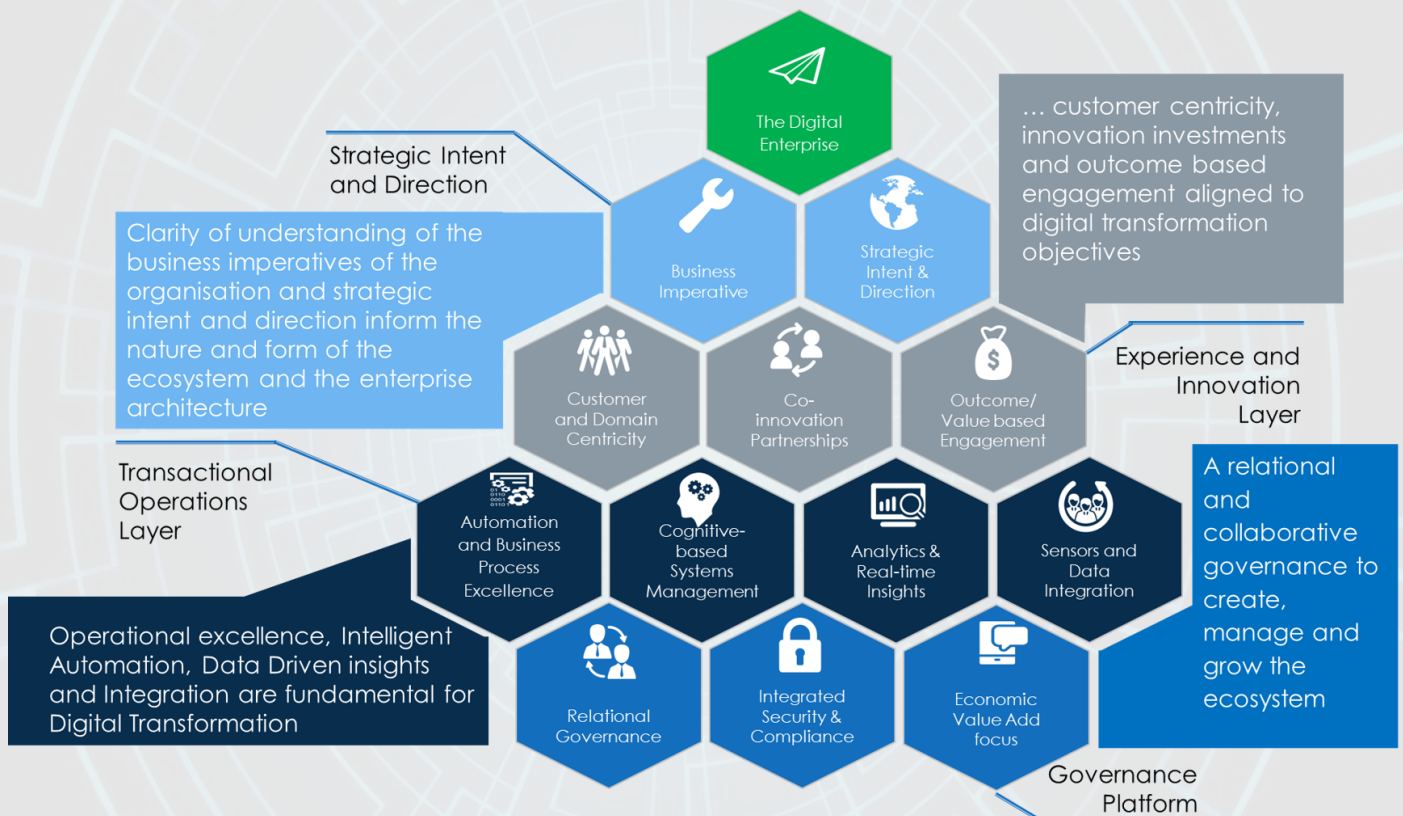 The Digital
Enterprise
Strategic Intent
and Direction
… customer centricity,
innovation investments
and outcome based
engagement aligned to
digital transformation
objectives
Clarity of understanding of the
business imperatives of the
organisation and strategic
intent and direction inform the
nature and form of the
ecosystem and the enterprise
architecture
Business
Imperative
Strategic
Intent &
Direction
Experience and
Innovation
Layer
Customer
and Domain
Centricity
Co-
innovation
Partnerships
Outcome/
Value based
Engagement
Transactional
Operations
Layer
Automation
and Business
Process
Excellence
Cognitive-
based
Systems
Management
Analytics &
Real-time
Insights
Sensors and
Data
Integration
A relational
and
collaborative
governance to
create,
manage and
grow the
ecosystem
Operational excellence, Intelligent
Automation, Data Driven insights
and Integration are fundamental for
Digital Transformation
Relational
Governance
Integrated
Security &
Compliance
Economic
Value Add
focus
Governance
Platform